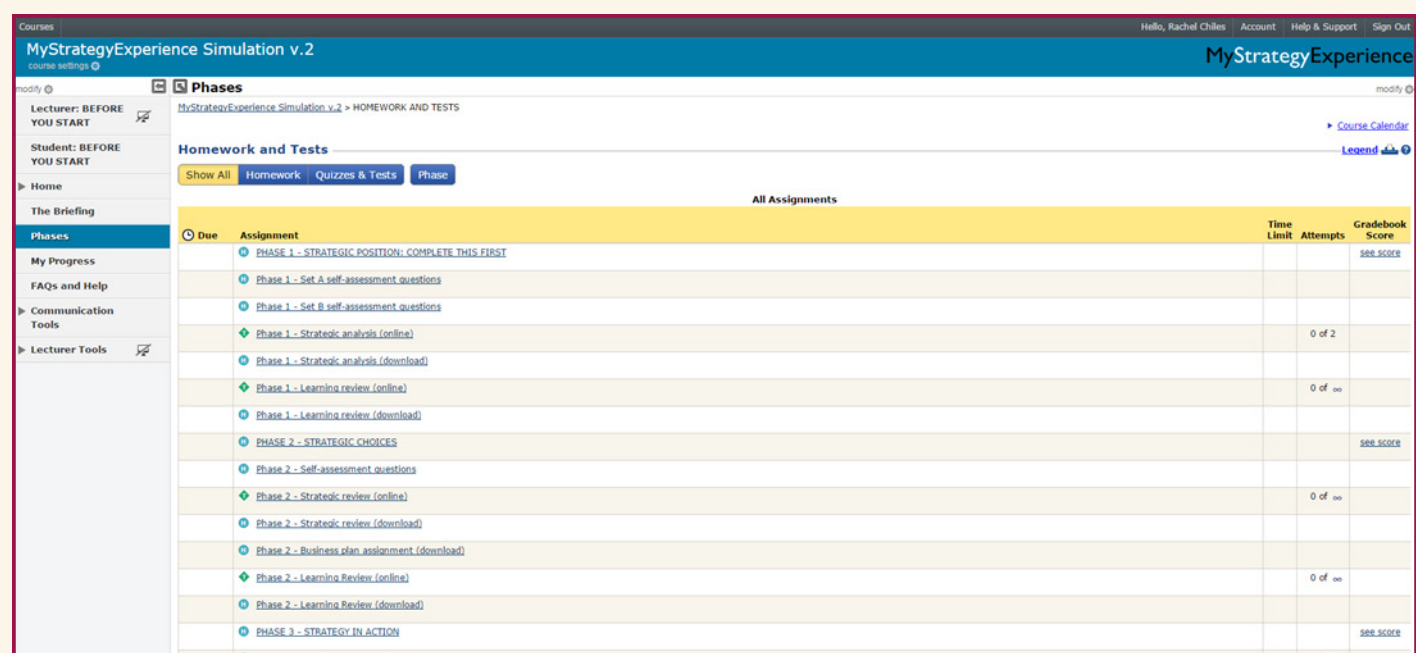 Courses
Hello, Rachel Chiles Account Help & Support Sign Out
MyStrategyExperience Simulation v.2
course settings
MyStrategyExperience
modify
Phases
modify
Lecturer: BEFORE
YOU START
Student: BEFORE
YOU START
Home
The Briefing
Phases
My Progress
FAQs and Help
Communication
Tools
Lecturer Tools
MyStrategyExperience Simulation v.2 > HOMEWORK AND TESTS
Course Calendar
Homework and Tests
Legend
Show All Homework Quizzes & Tests Phase
All Assignments
Due Assignment Time Limit Attempts Gradebook Score
PHASE 1 - STRATEGIC POSITION: COMPLETE THIS FIRST see score
Phase 1 - Set A self-assessment questions
Phase 1 - Set B self-assessment questions
Phase 1 - Strategic analysis (online) 0 of 2
Phase 1 - Strategic analysis (download)
Phase 1 - Learning review (online) 0 of ∞
Phase 1 - Learning review (download)
PHASE 2 - STRATEGIC CHOICES see score
Phase 2 - Self-assessment questions
Phase 2 - Strategic review (online) 0 of ∞
Phase 2 - Strategic review (download)
Phase 2 - Business plan assignment (download)
Phase 2 - Learning Review (online) 0 of ∞
Phase 2 - Learning Review (download)
PHASE 3 - STRATEGY IN ACTION see score